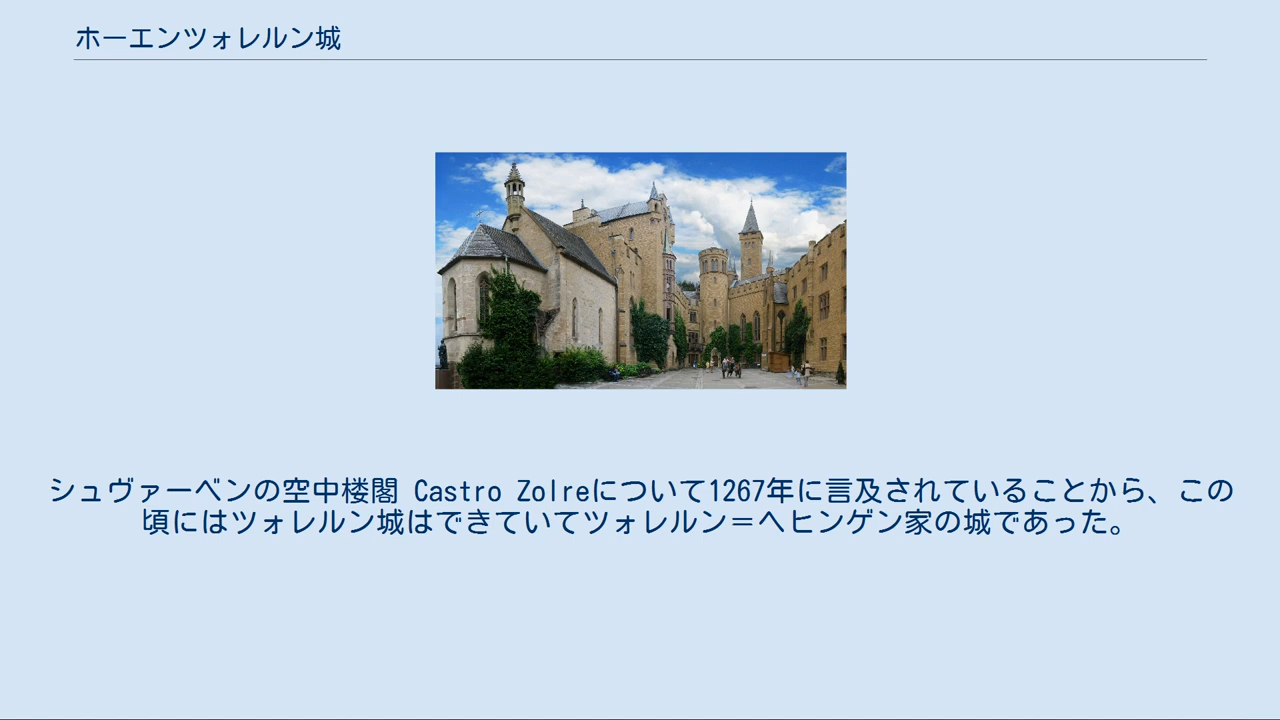 ホーエンツォレルン城
シュヴァーベンの空中楼閣 Castro Zolreについて1267年に言及されていることから、この
頃にはツォレルン城はできていてツォレルン＝ヘヒンゲン家の城であった。